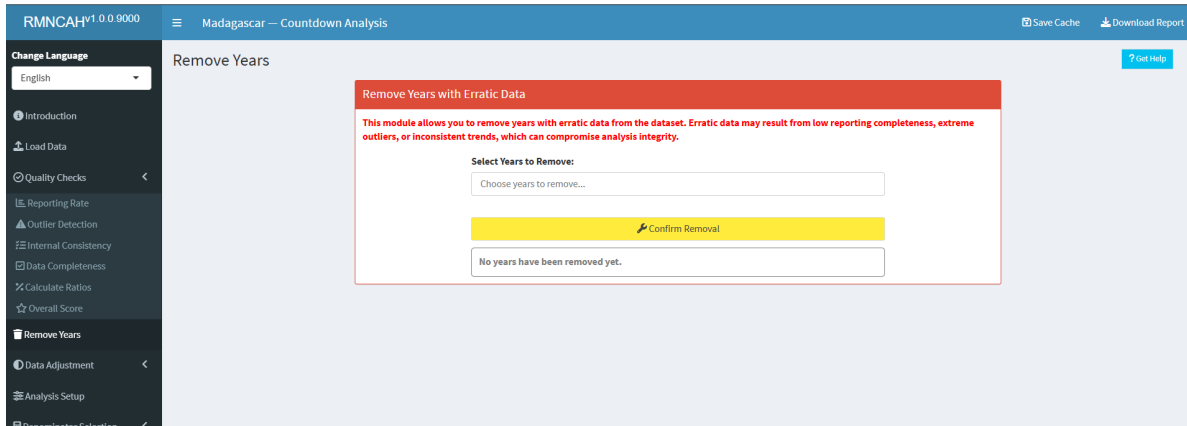 RMNCAHv1.0.0.9000
Madagascar — Countdown Analysis
Save Cache
Download Report
Change Language
English
Introduction
Load Data
Quality Checks
Reporting Rate
Outlier Detection
Internal Consistency
Data Completeness
Calculate Ratios
Overall Score
Remove Years
Data Adjustment
Analysis Setup
Denominator Selection
Remove Years
? Get Help
Remove Years with Erratic Data
This module allows you to remove years with erratic data from the dataset. Erratic data may result from low reporting completeness, extreme
outliers, or inconsistent trends, which can compromise analysis integrity.
Select Years to Remove:
Choose years to remove...
Confirm Removal
No years have been removed yet.